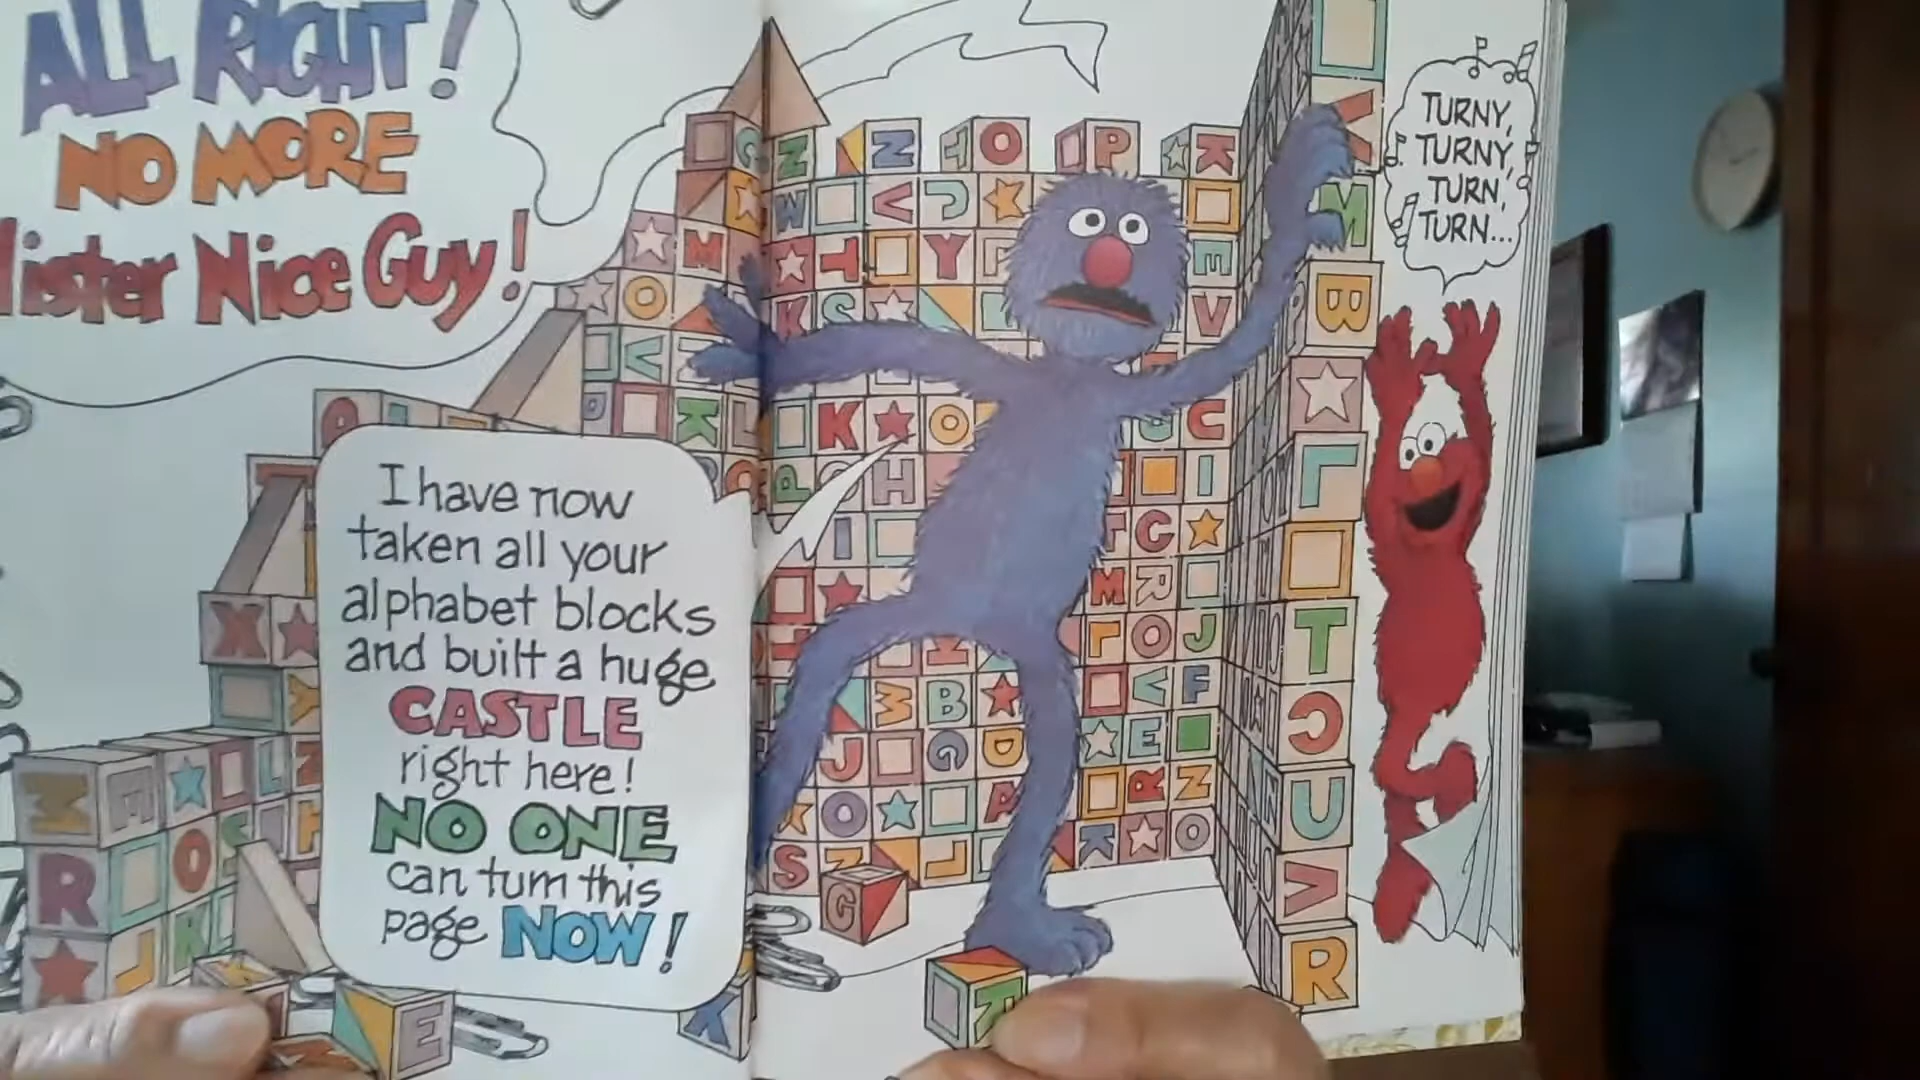 ALL RIGHT!
NO MORE
Mister Nice Guy!
I have now
taken all your
alphabet blocks
and built a huge
CASTLE
right here!
NO ONE
can turn this
page NOW!
TURNY,
TURNY,
TURN,
TURN...